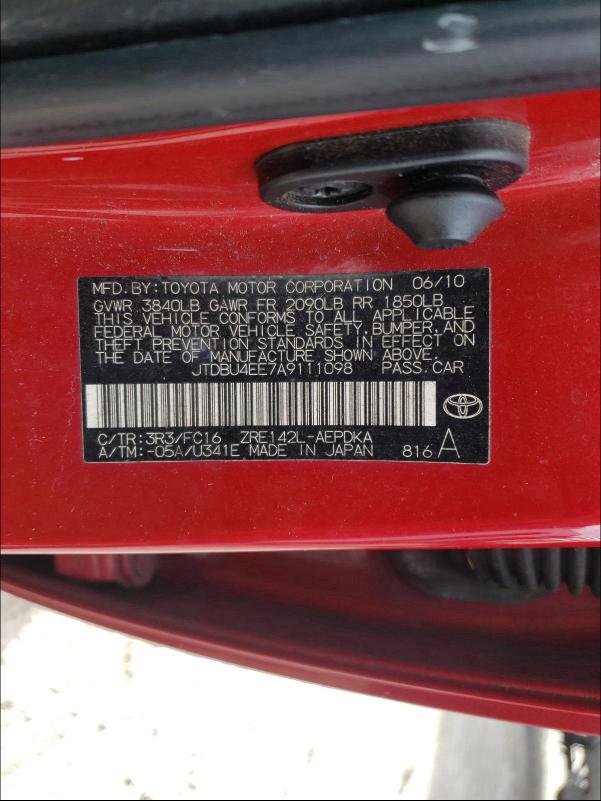 MFD. BY: TOYOTA MOTOR CORPORATION 06/10
GVWR 3840LB GAWR FR 2090LB RR 1850LB
THIS VEHICLE CONFORMS TO ALL APPLICABLE
FEDERAL MOTOR VEHICLE SAFETY, BUMPER, AND
THEFT PREVENTION STANDARDS IN EFFECT ON
THE DATE OF MANUFACTURE SHOWN ABOVE.
JTDBU4EE7A9111098 PASS. CAR
C/TR: 3R3/FC16 ZRE142L-AEPDKA
A/TM: -05A/U341E MADE IN JAPAN 816 A